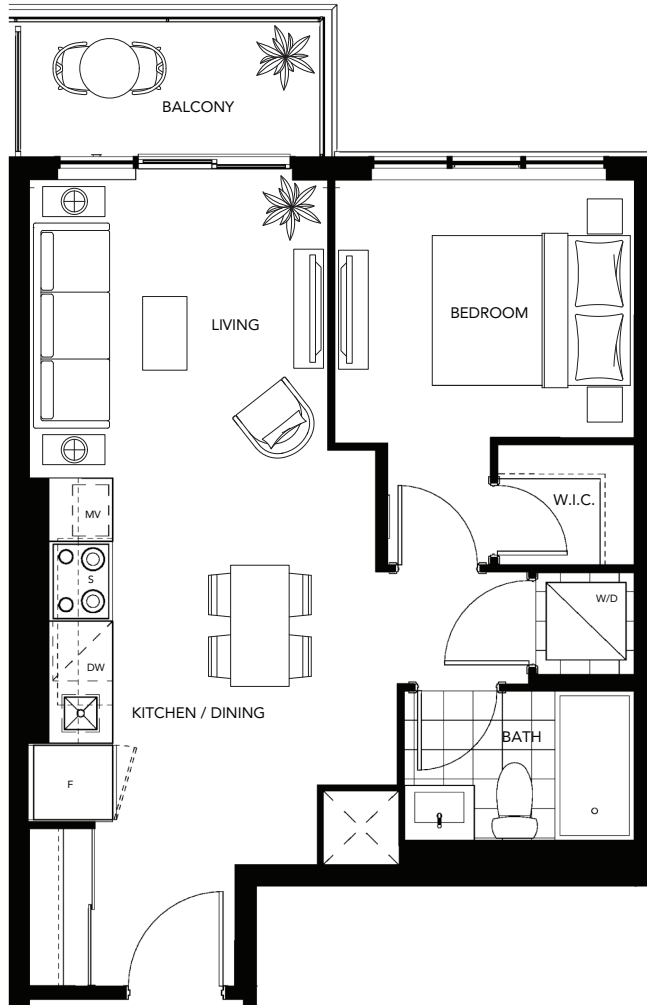 BALCONY
LIVING
BEDROOM
W.I.C.
MV
S
W/D
DW
KITCHEN / DINING
BATH
F